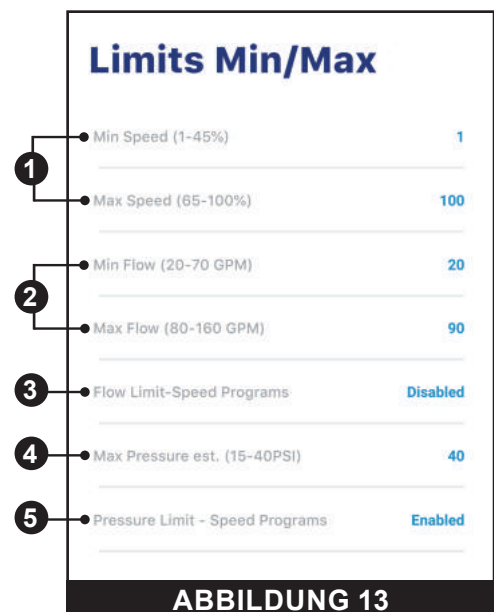 Limits Min/Max
1
Min Speed (1-45%) 1
Max Speed (65-100%) 100
2
Min Flow (20-70 GPM) 20
Max Flow (80-160 GPM) 90
3 Flow Limit-Speed Programs Disabled
4 Max Pressure est. (15-40PSI) 40
5 Pressure Limit - Speed Programs Enabled
ABBILDUNG 13